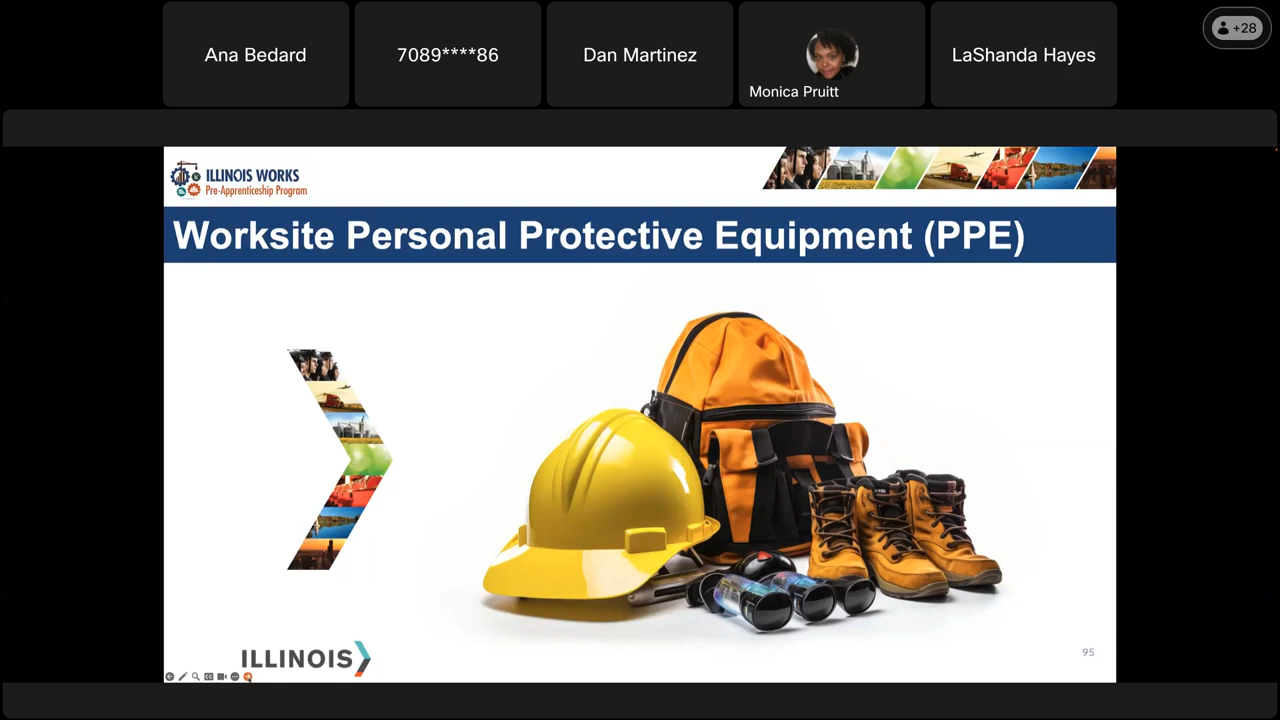 Ana Bedard
7089****86
Dan Martinez
Monica Pruitt
LaShanda Hayes
+28
ILLINOIS WORKS
Pre-Apprenticeship Program
Worksite Personal Protective Equipment (PPE)
ILLINOIS
95